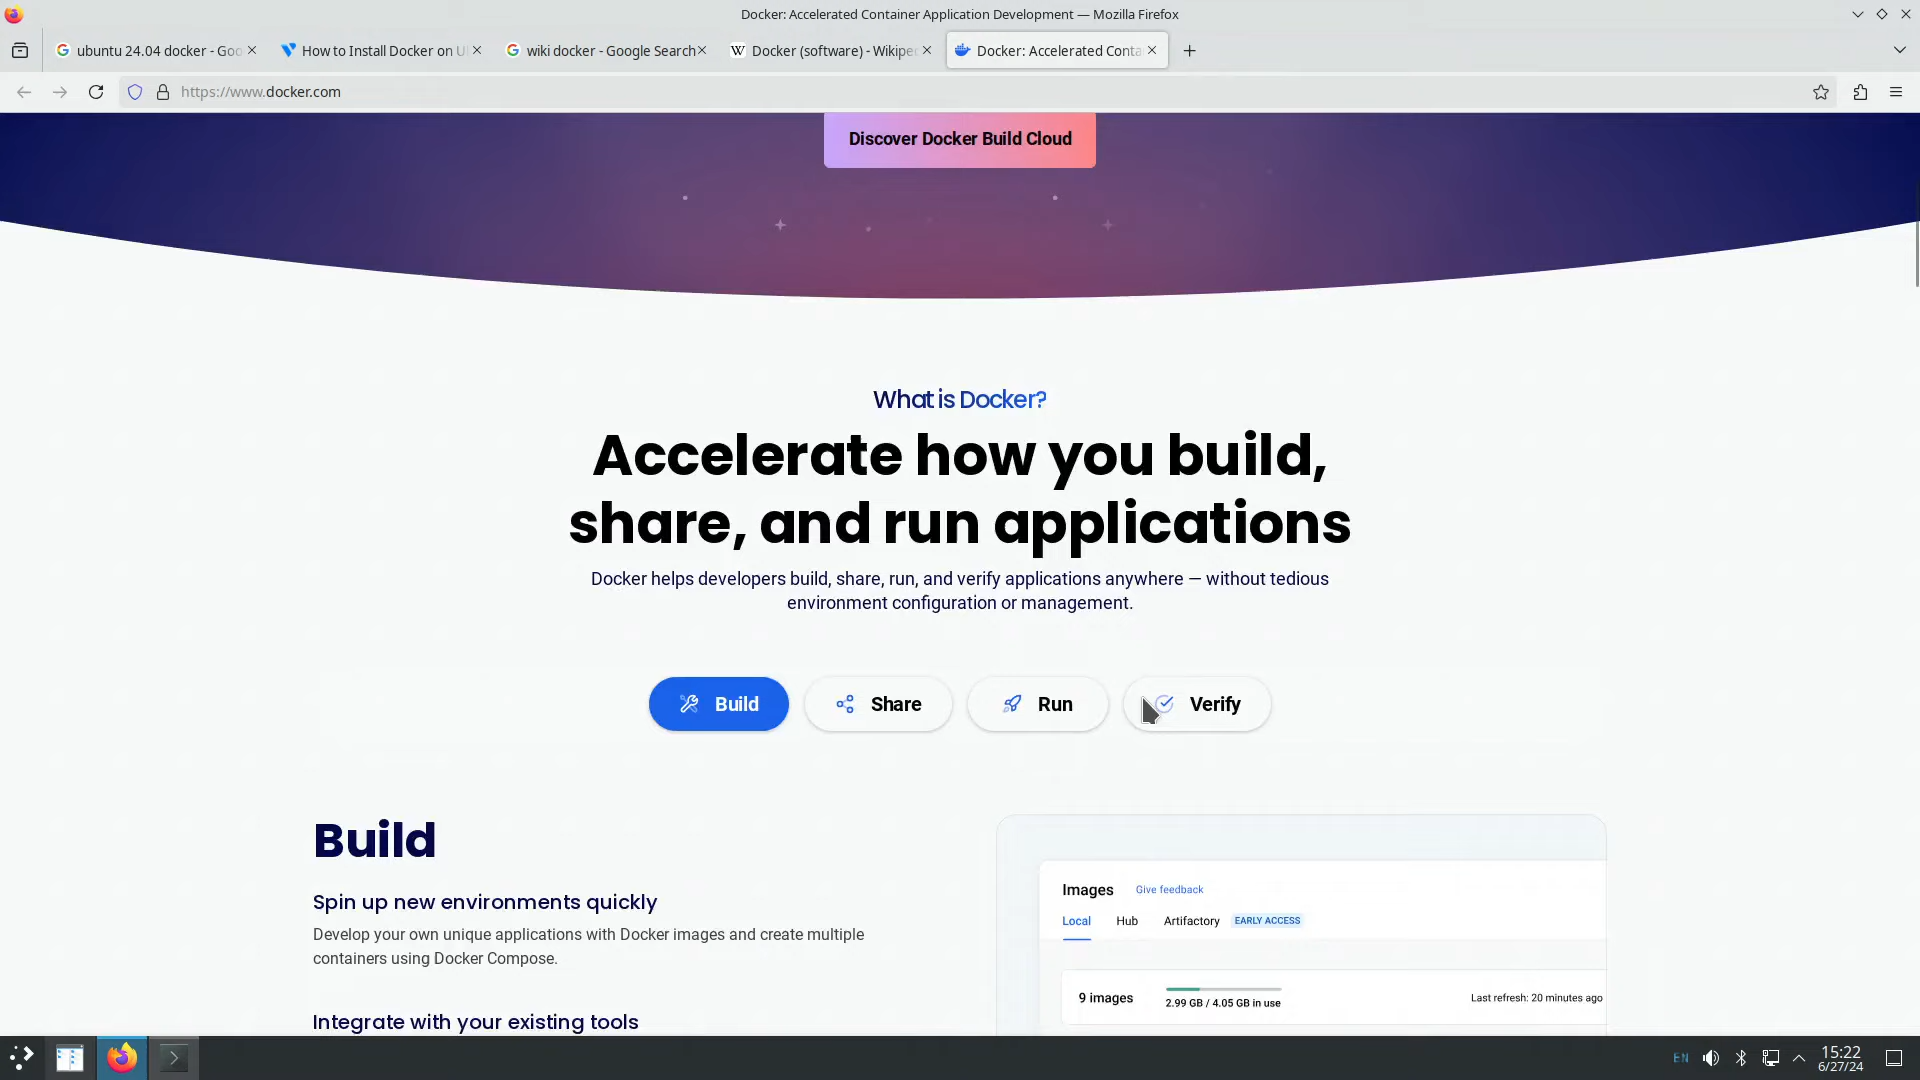 Docker: Accelerated Container Application Development — Mozilla Firefox
ubuntu 24.04 docker - Goo
How to Install Docker on U
wiki docker - Google Search
Docker (software) - Wikipe
Docker: Accelerated Conta
https://www.docker.com
Discover Docker Build Cloud
What is Docker?
Accelerate how you build,
share, and run applications
Docker helps developers build, share, run, and verify applications anywhere — without tedious
environment configuration or management.
Build
Share
Run
Verify
Build
Spin up new environments quickly
Develop your own unique applications with Docker images and create multiple
containers using Docker Compose.
Integrate with your existing tools
Images
Give feedback
Local
Hub
Artifactory
EARLY ACCESS
9 images
2.99 GB / 4.05 GB in use
Last refresh: 20 minutes ago
EN
15:22
6/27/24